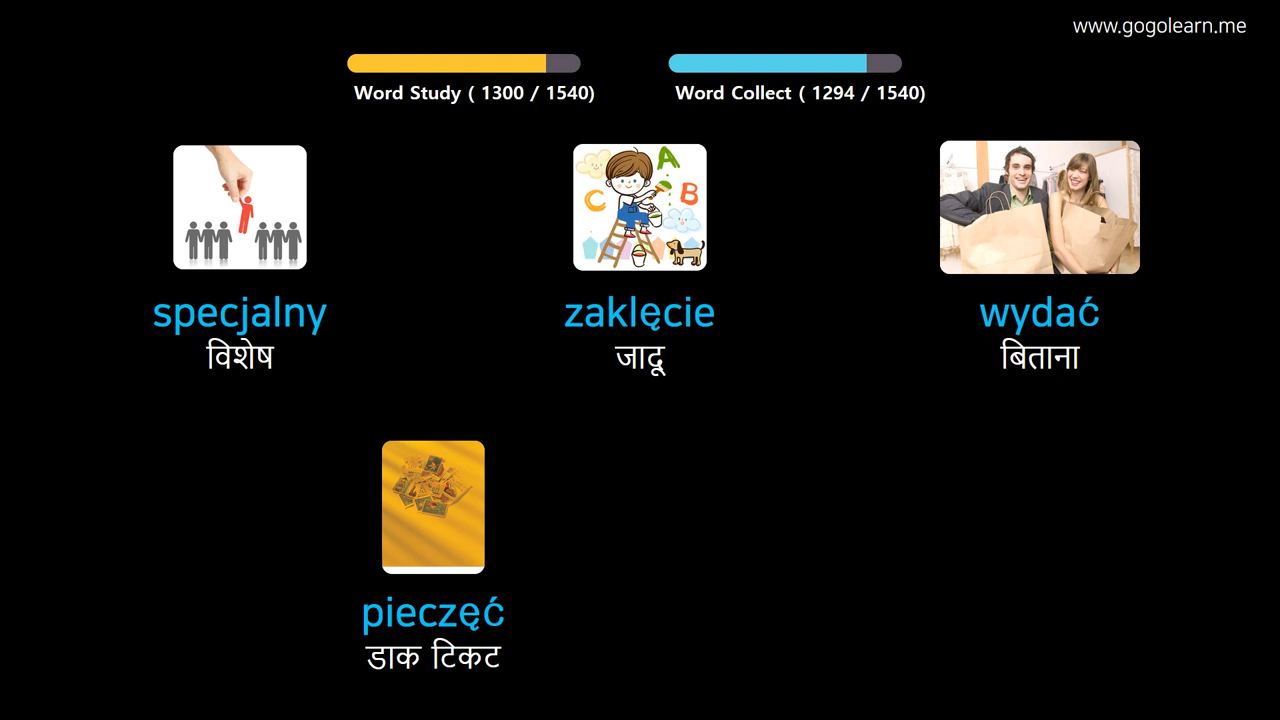 www.gogolearn.me
Word Study ( 1300 / 1540)
Word Collect ( 1294 / 1540)
A
B
C
specjalny
विशेष
zaklęcie
जादू
wydać
बिताना
pieczęć
डाक टिकट